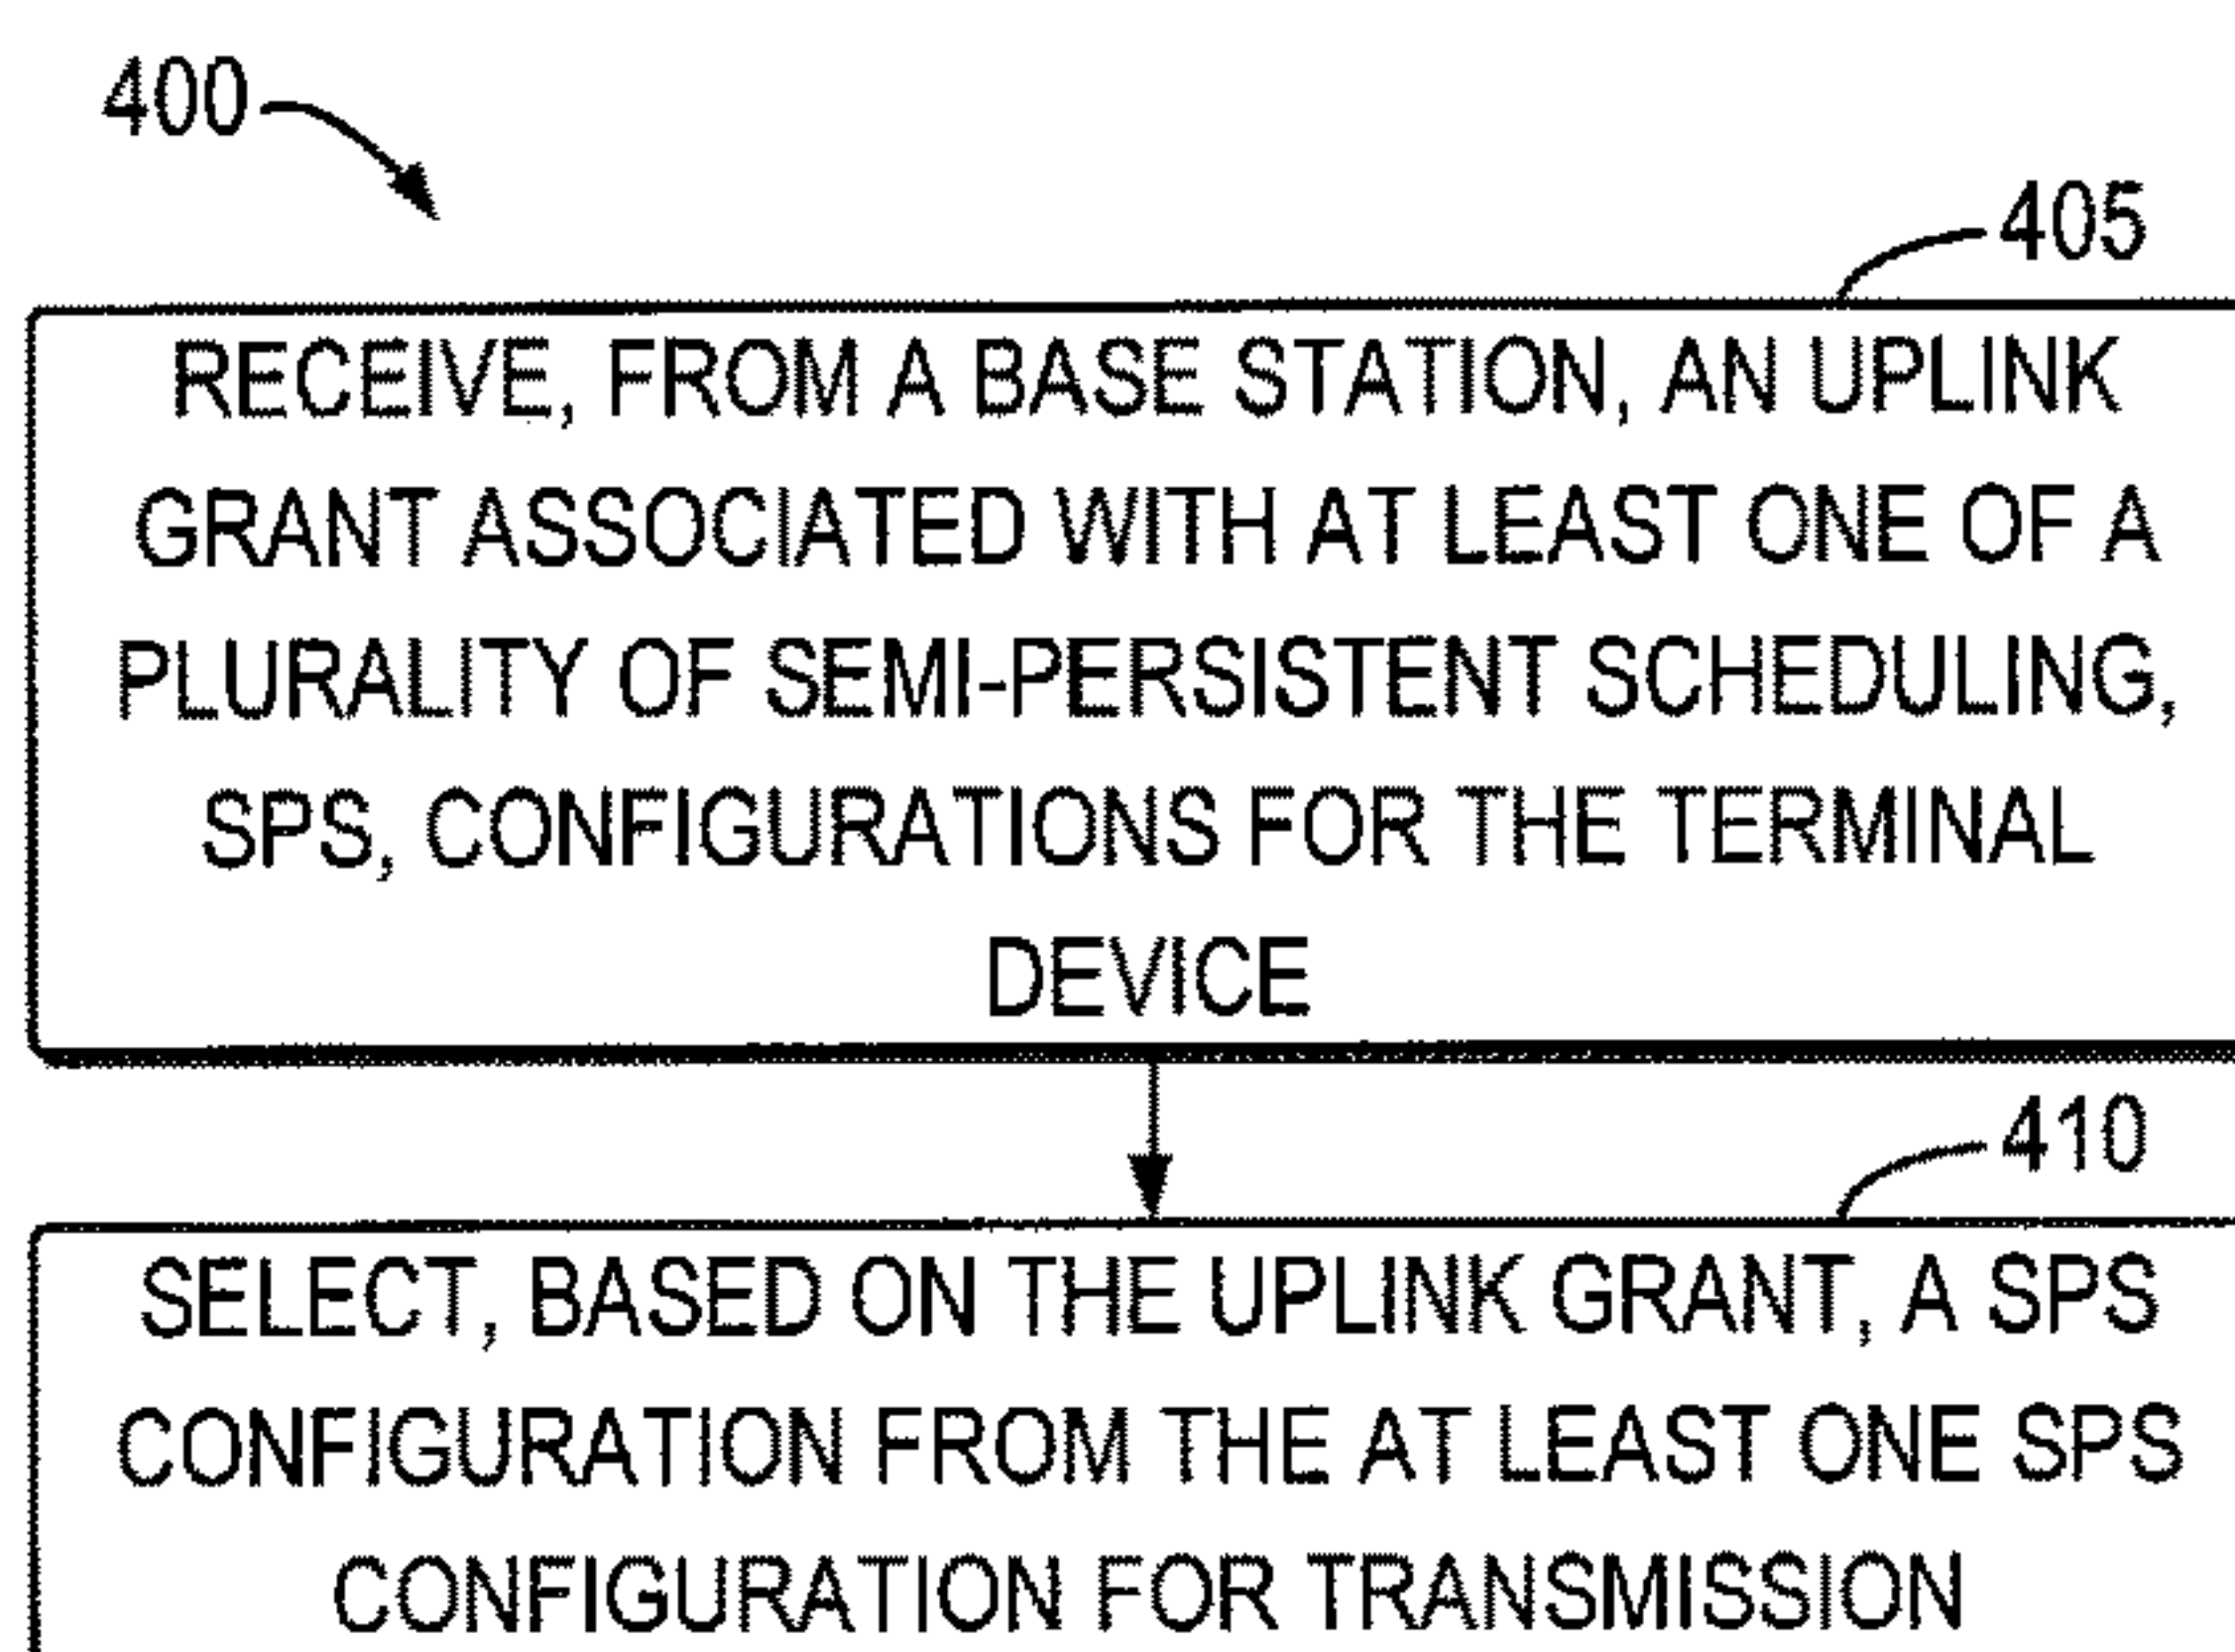 400
405
RECEIVE, FROM A BASE STATION, AN UPLINK
GRANT ASSOCIATED WITH AT LEAST ONE OF A
PLURALITY OF SEMI-PERSISTENT SCHEDULING,
SPS, CONFIGURATIONS FOR THE TERMINAL
DEVICE
410
SELECT, BASED ON THE UPLINK GRANT, A SPS
CONFIGURATION FROM THE AT LEAST ONE SPS
CONFIGURATION FOR TRANSMISSION